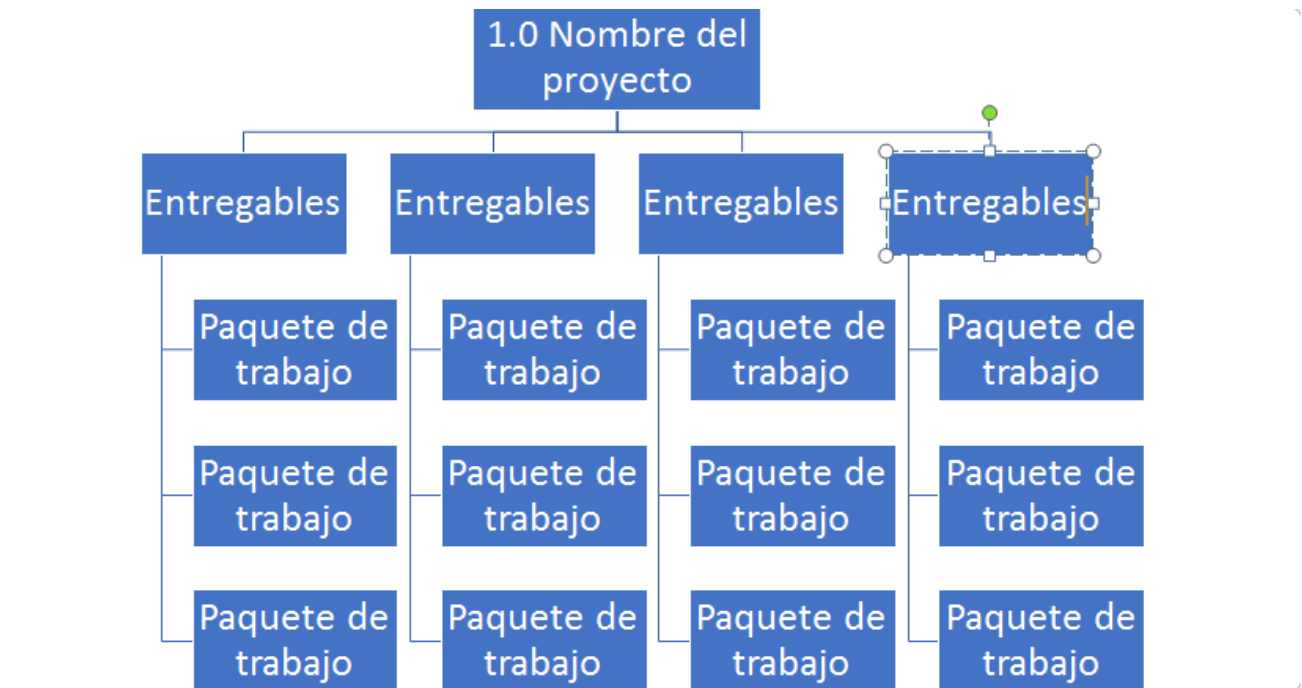 1.0 Nombre del
proyecto
Entregables
Entregables
Entregables
Entregables
Paquete de
trabajo
Paquete de
trabajo
Paquete de
trabajo
Paquete de
trabajo
Paquete de
trabajo
Paquete de
trabajo
Paquete de
trabajo
Paquete de
trabajo
Paquete de
trabajo
Paquete de
trabajo
Paquete de
trabajo
Paquete de
trabajo